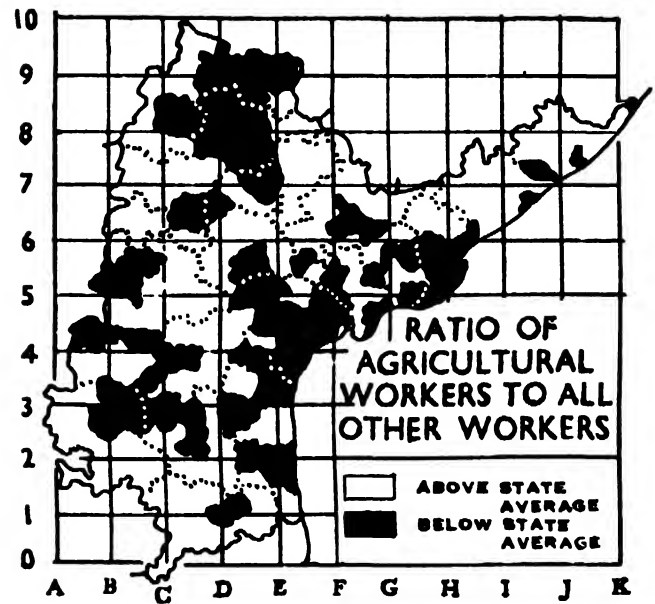 10
9
8
7
6
5
4
3
2
1
0
RATIO OF
AGRICULTURAL
WORKERS TO ALL
OTHER WORKERS
ABOVE STATE
AVERAGE
BELOW STATE
AVERAGE
A B C D E F G H I J K